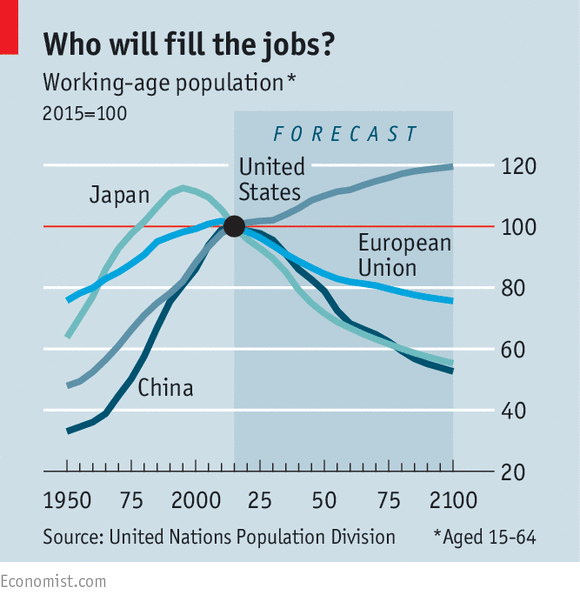 Who will fill the jobs?
Working-age population*
2015=100
FORECAST
United
States
Japan
European
Union
China
120
100
80
60
40
20
1950 75 2000 25 50 75 2100
Source: United Nations Population Division *Aged 15-64
Economist.com